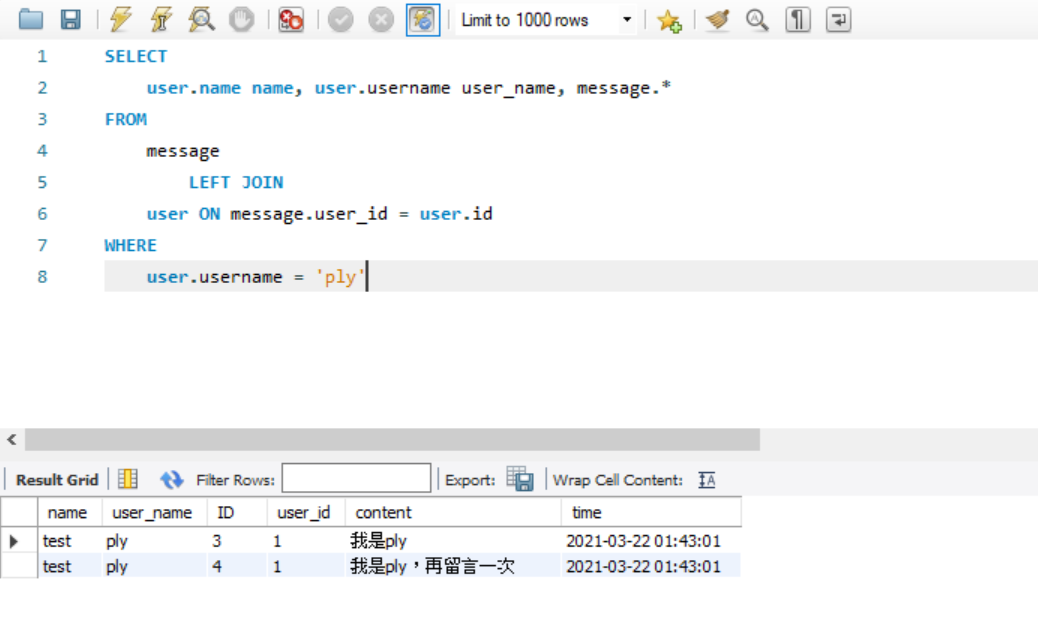 Limit to 1000 rows
1 SELECT
2 user.name name, user.username user_name, message.*
3 FROM
4 message
5 LEFT JOIN
6 user ON message.user_id = user.id
7 WHERE
8 user.username = 'ply'
Result Grid Filter Rows: Export: Wrap Cell Content: IA
name user_name ID user_id content time
test ply 3 1 我是ply 2021-03-22 01:43:01
test ply 4 1 我是ply，再留言一次 2021-03-22 01:43:01